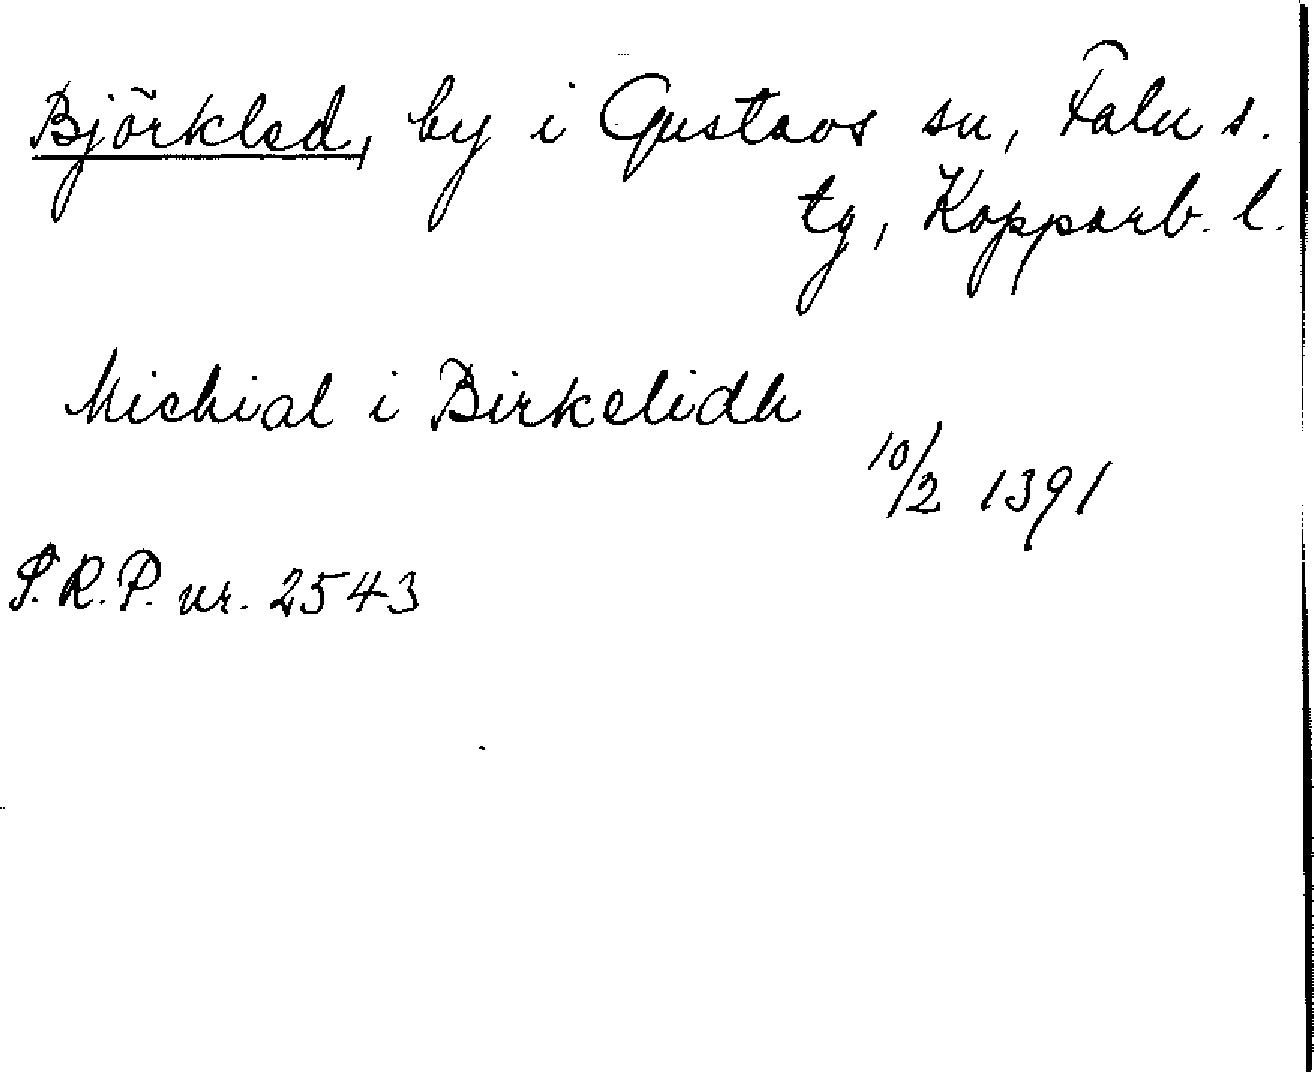 Björkled, by i Gustavs sn, Falu s.
tg, Kopparb. l.
Michial i Birkelidh
10/2 1391
S.R.P. nr. 2543